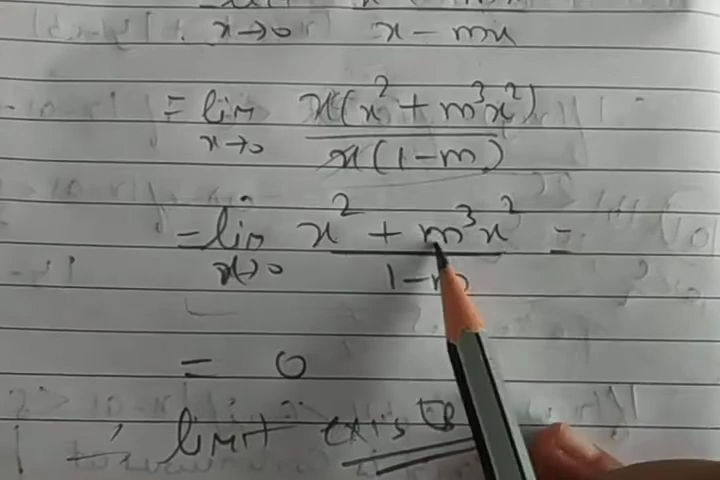 x→0 x - mx
= lim x(x² + m³x²)
x→0 x(1-m)
= lim x² + m³x² =
x→0 1-m
= 0
limit exists